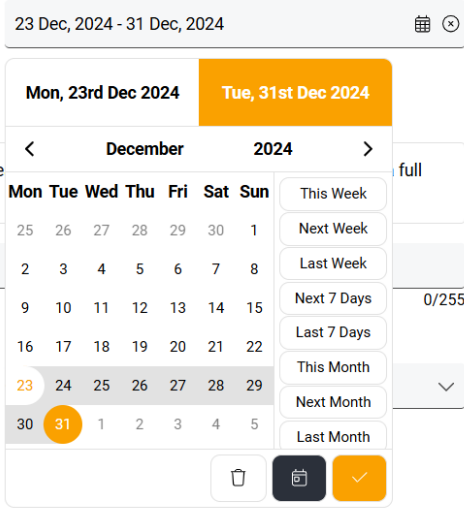 23 Dec, 2024 - 31 Dec, 2024
Mon, 23rd Dec 2024 Tue, 31st Dec 2024
December 2024
full
Mon Tue Wed Thu Fri Sat Sun
25 26 27 28 29 30 1
2 3 4 5 6 7 8
9 10 11 12 13 14 15
16 17 18 19 20 21 22
23 24 25 26 27 28 29
30 31 1 2 3 4 5
This Week
Next Week
Last Week
Next 7 Days
Last 7 Days
This Month
Next Month
Last Month
0/255